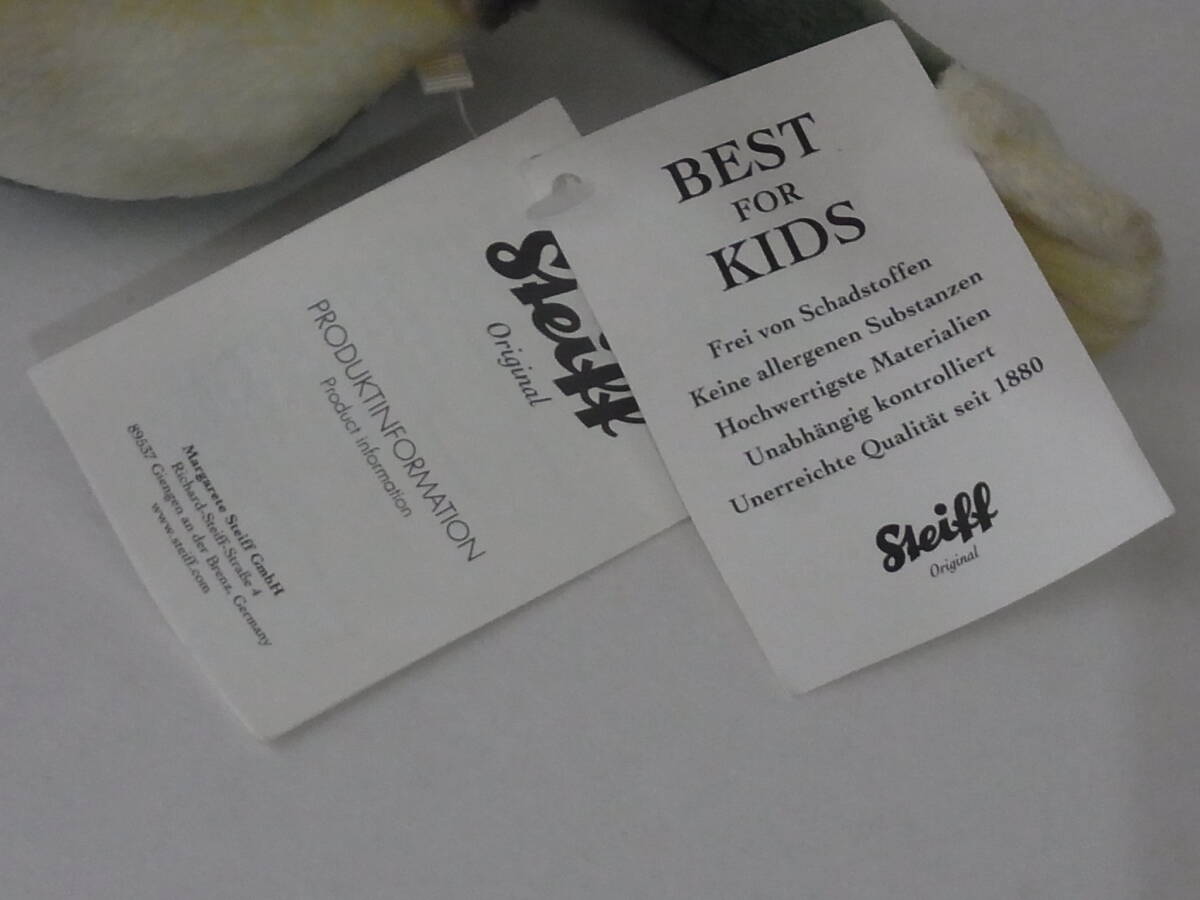 Steiff
Original
PRODUKTINFORMATION
Product information
Margarete Steiff GmbH
Richard-Steiff-Straße 4
89537 Giengen an der Brenz, Germany
www.steiff.com
BEST
FOR
KIDS
Frei von Schadstoffen
Keine allergenen Substanzen
Hochwertigste Materialien
Unabhängig kontrolliert
Unerreichte Qualität seit 1880
Steiff
Original